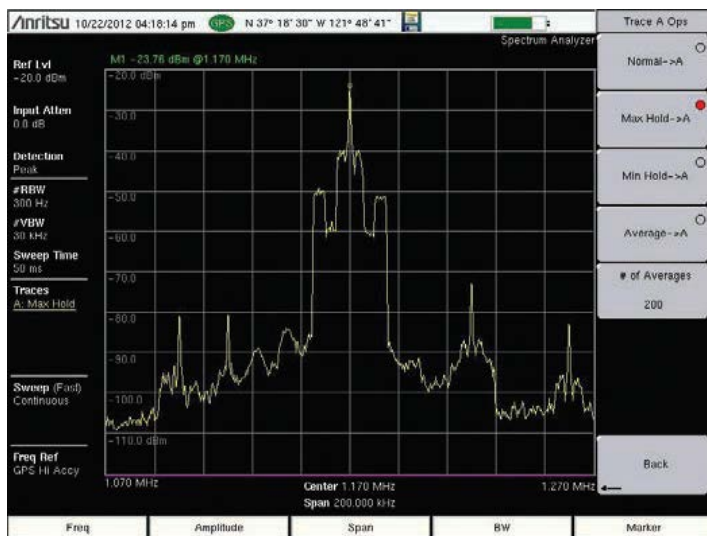 Anritsu 10/22/2012 04:18:14 pm GPS N 37° 18' 30" W 121° 48' 41"
Trace A Ops
Spectrum Analyzer
M1 -23.76 dBm @1.170 MHz
Ref Lvl
-20.0 dBm
Input Atten
0.0 dB
Detection
Peak
#RBW
300 Hz
#VBW
30 kHz
Sweep Time
50 ms
Traces
A: Max Hold
Sweep (Fast)
Continuous
Freq Ref
GPS Hi Accy
-20.0 dBm
-30.0
-40.0
-50.0
-60.0
-70.0
-80.0
-90.0
-100.0
-110.0 dBm
1.070 MHz
Center 1.170 MHz
1.270 MHz
Span 200.000 kHz
Normal->A
Max Hold->A
Min Hold->A
Average->A
# of Averages
200
Back
Freq
Amplitude
Span
BW
Marker